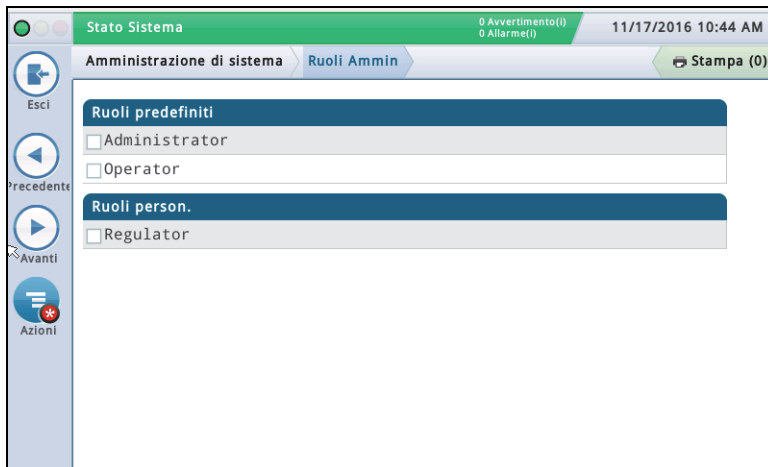 Stato Sistema
0 Avvertimento(i)
0 Allarme(i)
11/17/2016 10:44 AM
Amministrazione di sistema
Ruoli Ammin
Stampa (0)
Esci
Precedente
Avanti
Azioni
Ruoli predefiniti
Administrator
Operator
Ruoli person.
Regulator